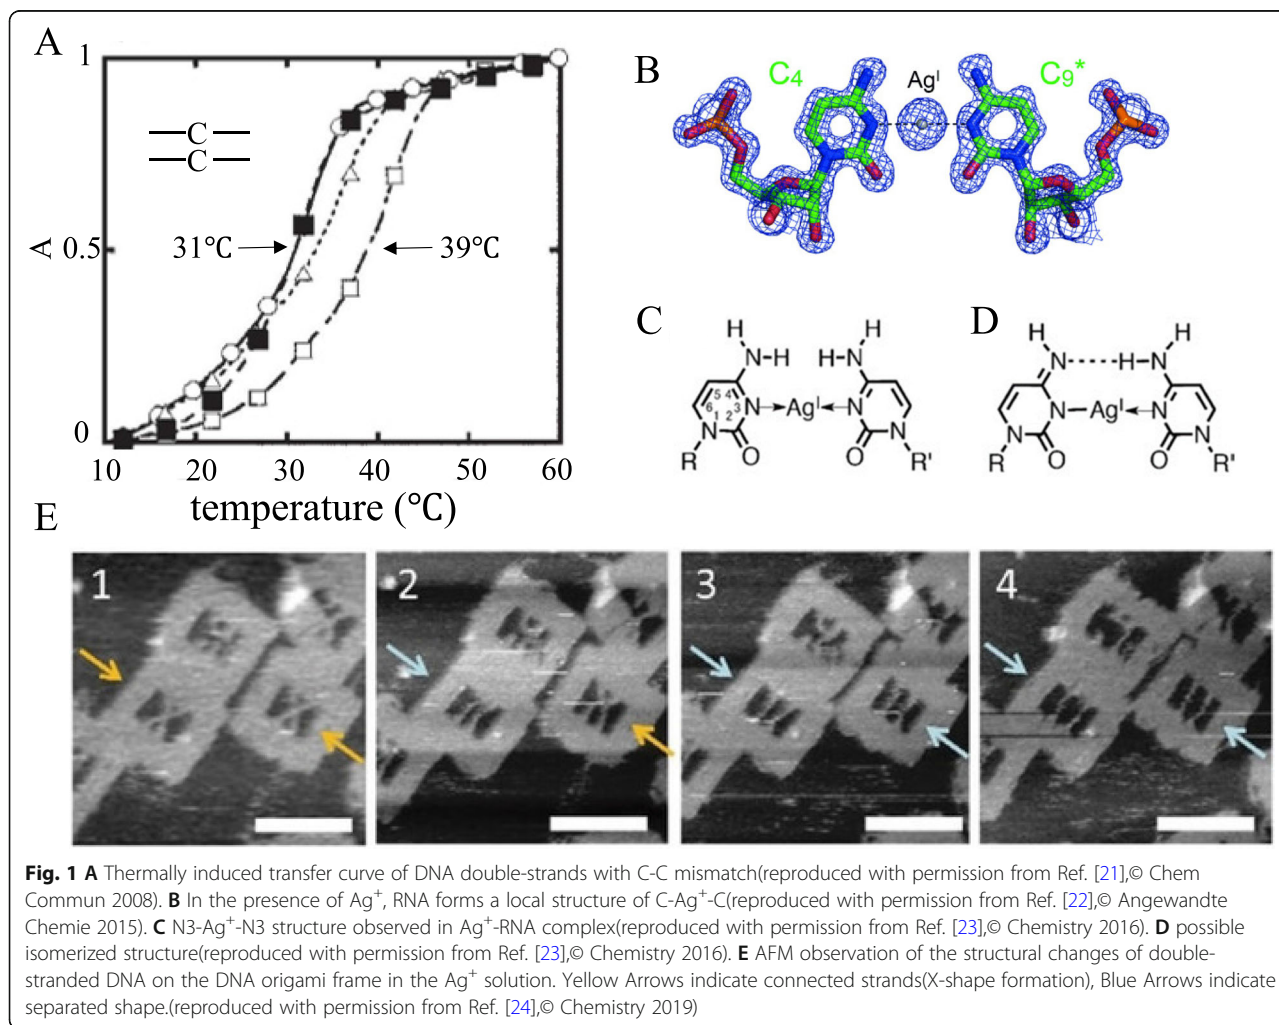 A
1
C
C
A
0.5
31℃
39℃
0
10
20
30
40
50
60
temperature (℃)
B
C4
AgI
C9*
C
H
H
N-H
H-N
5 4
6 3
1 2
N
AgI
N
N
O
O
N
R
R'
D
H
H
N
H-N
N
AgI
N
N
O
O
N
R
R'
E
1
2
3
4
Fig. 1 A Thermally induced transfer curve of DNA double-strands with C-C mismatch(reproduced with permission from Ref. [21],© Chem
Commun 2008). B In the presence of Ag+, RNA forms a local structure of C-Ag+-C(reproduced with permission from Ref. [22],© Angewandte
Chemie 2015). C N3-Ag+-N3 structure observed in Ag+-RNA complex(reproduced with permission from Ref. [23],© Chemistry 2016). D possible
isomerized structure(reproduced with permission from Ref. [23],© Chemistry 2016). E AFM observation of the structural changes of double-
stranded DNA on the DNA origami frame in the Ag+ solution. Yellow Arrows indicate connected strands(X-shape formation), Blue Arrows indicate
separated shape.(reproduced with permission from Ref. [24],© Chemistry 2019)